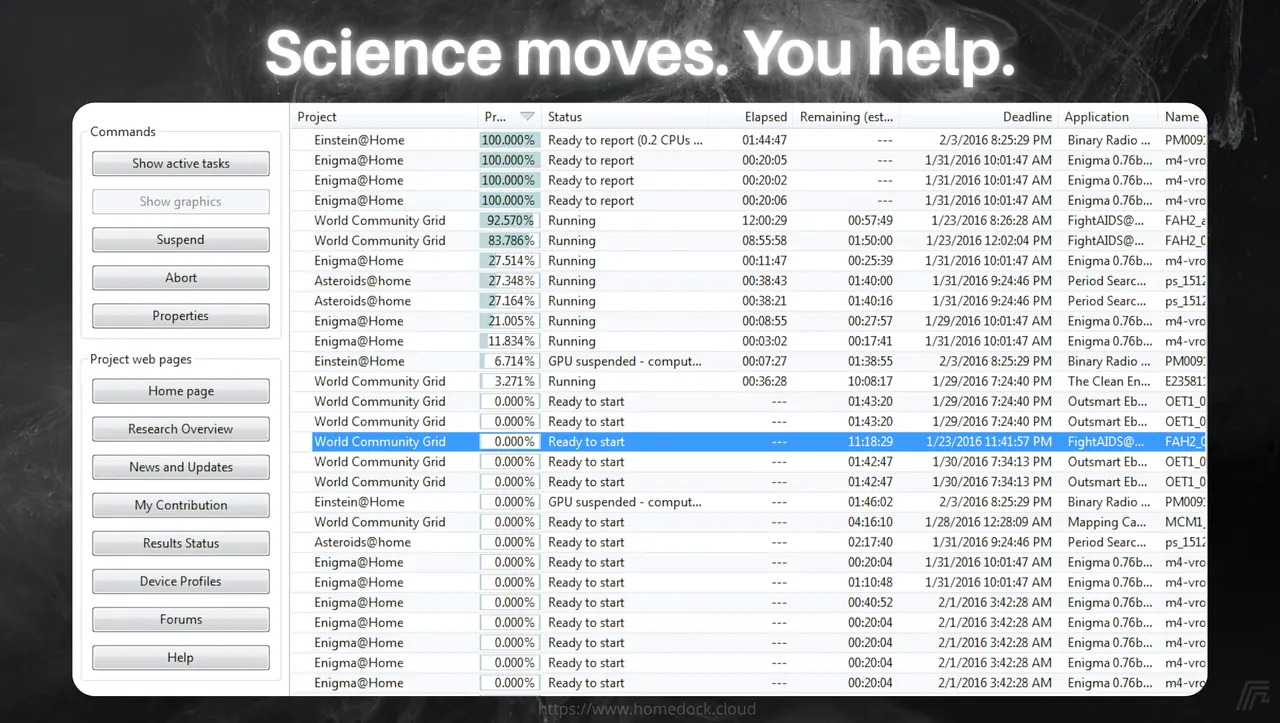 Science moves. You help.
Commands
Show active tasks
Show graphics
Suspend
Abort
Properties
Project web pages
Home page
Research Overview
News and Updates
My Contribution
Results Status
Device Profiles
Forums
Help
Project Pr... Status Elapsed Remaining (est... Deadline Application Name
Einstein@Home 100.000% Ready to report (0.2 CPUs ... 01:44:47 --- 2/3/2016 8:25:29 PM Binary Radio ... PM009
Enigma@Home 100.000% Ready to report 00:20:05 --- 1/31/2016 10:01:47 AM Enigma 0.76b... m4-vro
Enigma@Home 100.000% Ready to report 00:20:02 --- 1/31/2016 10:01:47 AM Enigma 0.76b... m4-vro
Enigma@Home 100.000% Ready to report 00:20:06 --- 1/31/2016 10:01:47 AM Enigma 0.76b... m4-vro
World Community Grid 92.570% Running 12:00:29 00:57:49 1/23/2016 8:26:28 AM FightAIDS@... FAH2_
World Community Grid 83.786% Running 08:55:58 01:50:00 1/23/2016 12:02:04 PM FightAIDS@... FAH2_0
Enigma@Home 27.514% Running 00:11:47 00:25:39 1/31/2016 10:01:47 AM Enigma 0.76b... m4-vro
Asteroids@home 27.348% Running 00:38:43 01:40:00 1/31/2016 9:24:46 PM Period Searc... ps_1512
Asteroids@home 27.164% Running 00:38:21 01:40:16 1/31/2016 9:24:46 PM Period Searc... ps_1512
Enigma@Home 21.005% Running 00:08:55 00:27:57 1/29/2016 10:01:47 AM Enigma 0.76b... m4-vro
Enigma@Home 11.834% Running 00:03:02 00:17:41 1/31/2016 10:01:47 AM Enigma 0.76b... m4-vro
Einstein@Home 6.714% GPU suspended - comput... 00:07:27 01:38:55 2/3/2016 8:25:29 PM Binary Radio ... PM009
World Community Grid 3.271% Running 00:36:28 10:08:17 1/29/2016 7:24:40 PM The Clean En... E23581
World Community Grid 0.000% Ready to start --- 01:43:20 1/29/2016 7:24:40 PM Outsmart Eb... OET1_0
World Community Grid 0.000% Ready to start --- 01:43:20 1/29/2016 7:24:40 PM Outsmart Eb... OET1_0
World Community Grid 0.000% Ready to start --- 11:18:29 1/23/2016 11:41:57 PM FightAIDS@... FAH2_0
World Community Grid 0.000% Ready to start --- 01:42:47 1/30/2016 7:34:13 PM Outsmart Eb... OET1_0
World Community Grid 0.000% Ready to start --- 01:42:47 1/30/2016 7:34:13 PM Outsmart Eb... OET1_0
Einstein@Home 0.000% GPU suspended - comput... --- 01:46:02 2/3/2016 8:25:29 PM Binary Radio ... PM009
World Community Grid 0.000% Ready to start --- 04:16:10 1/28/2016 12:28:09 AM Mapping Ca... MCM1_
Asteroids@home 0.000% Ready to start --- 02:17:40 1/31/2016 9:24:46 PM Period Searc... ps_1512
Enigma@Home 0.000% Ready to start --- 00:20:04 1/31/2016 10:01:47 AM Enigma 0.76b... m4-vro
Enigma@Home 0.000% Ready to start --- 01:10:48 1/31/2016 10:01:47 AM Enigma 0.76b... m4-vro
Enigma@Home 0.000% Ready to start --- 00:40:52 2/1/2016 3:42:28 AM Enigma 0.76b... m4-vro
Enigma@Home 0.000% Ready to start --- 00:20:04 2/1/2016 3:42:28 AM Enigma 0.76b... m4-vro
Enigma@Home 0.000% Ready to start --- 00:20:04 2/1/2016 3:42:28 AM Enigma 0.76b... m4-vro
Enigma@Home 0.000% Ready to start --- 00:20:04 2/1/2016 3:42:28 AM Enigma 0.76b... m4-vro
Enigma@Home 0.000% Ready to start --- 00:20:04 2/1/2016 3:42:28 AM Enigma 0.76b... m4-vro
https://www.homedock.cloud